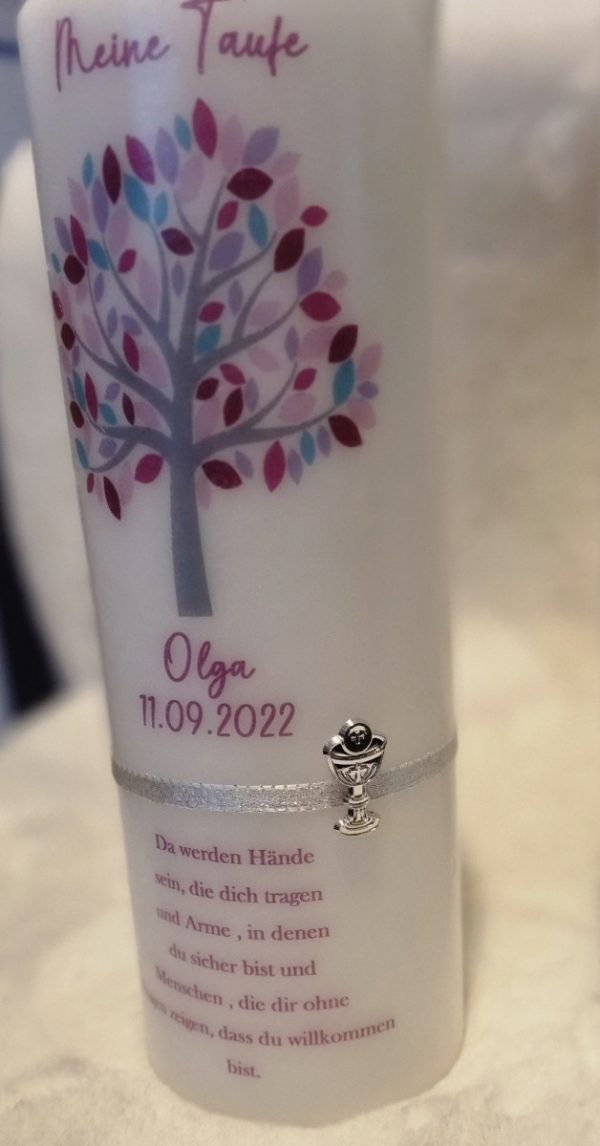 Meine Taufe
Olga
11.09.2022
Da werden Hände
sein, die dich tragen
und Arme , in denen
du sicher bist und
Menschen , die dir ohne
zeigen, dass du willkommen
bist.